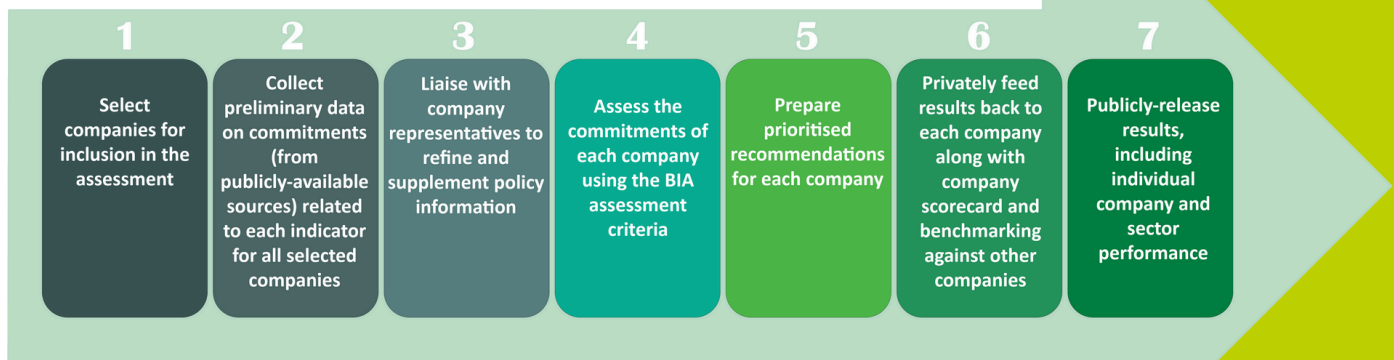 1
Select
companies for
inclusion in the
assessment
2
Collect
preliminary data
on commitments
(from
publicly-available
sources) related
to each indicator
for all selected
companies
3
Liaise with
company
representatives to
refine and
supplement policy
information
4
Assess the
commitments of
each company
using the BIA
assessment
criteria
5
Prepare
prioritised
recommendations
for each company
6
Privately feed
results back to
each company
along with
company
scorecard and
benchmarking
against other
companies
7
Publicly-release
results,
including
individual
company and
sector
performance